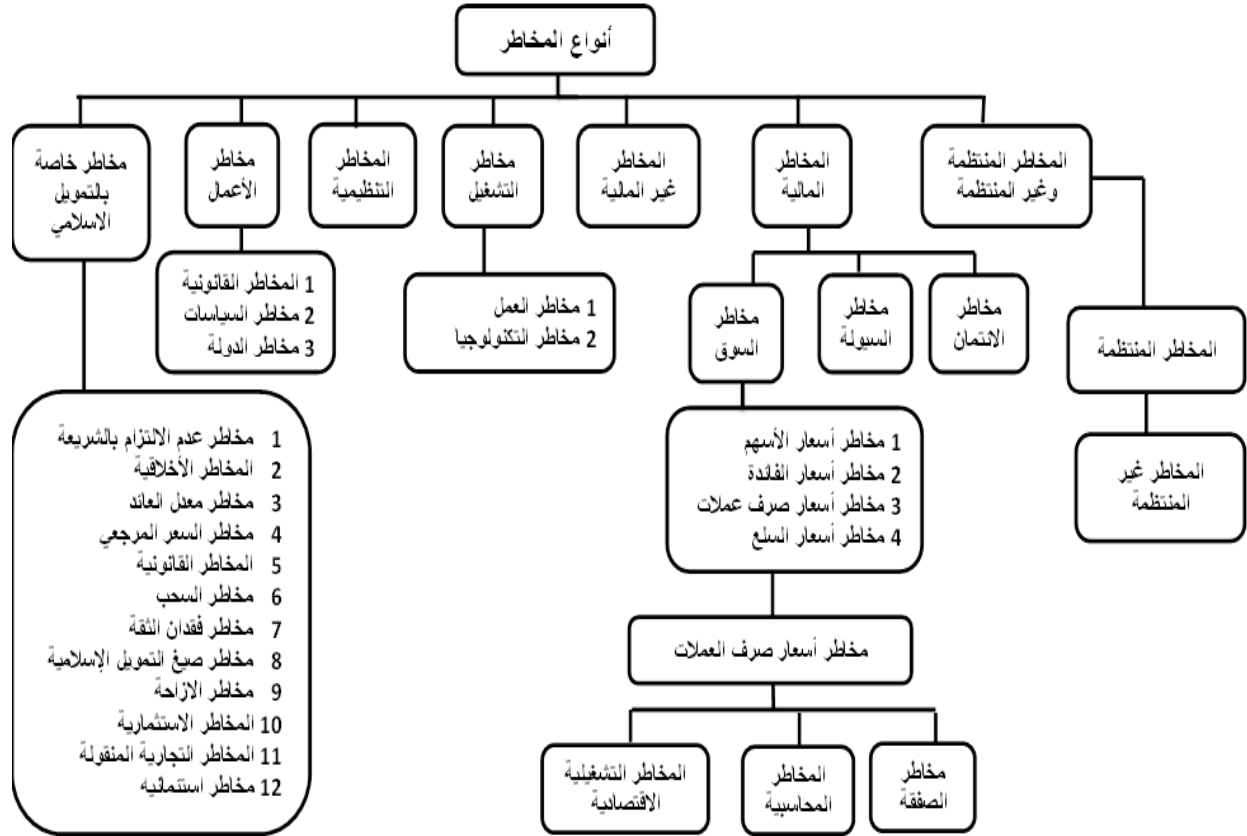 أنواع المخاطر
المخاطر المنتظمة
وغير المنتظمة
المخاطر
المالية
المخاطر
غير المالية
مخاطر
التشغيل
المخاطر
التنظيمية
مخاطر
الأعمال
مخاطر خاصة
بالتمويل
الاسلامي
المخاطر المنتظمة
المخاطر غير
المنتظمة
مخاطر
الائتمان
مخاطر
السيولة
مخاطر
السوق
1 مخاطر أسعار الأسهم
2 مخاطر أسعار الفائدة
3 مخاطر أسعار صرف عملات
4 مخاطر أسعار السلع
مخاطر أسعار صرف العملات
مخاطر
الصفقة
المخاطر
المحاسبية
المخاطر التشغيلية
الاقتصادية
1 مخاطر العمل
2 مخاطر التكنولوجيا
1 المخاطر القانونية
2 مخاطر السياسات
3 مخاطر الدولة
1 مخاطر عدم الالتزام بالشريعة
2 المخاطر الأخلاقية
3 مخاطر معدل العائد
4 مخاطر السعر المرجعي
5 المخاطر القانونية
6 مخاطر السحب
7 مخاطر فقدان الثقة
8 مخاطر صيغ التمويل الإسلامية
9 مخاطر الازاحة
10 المخاطر الاستثمارية
11 المخاطر التجارية المنقولة
12 مخاطر استئمانيه